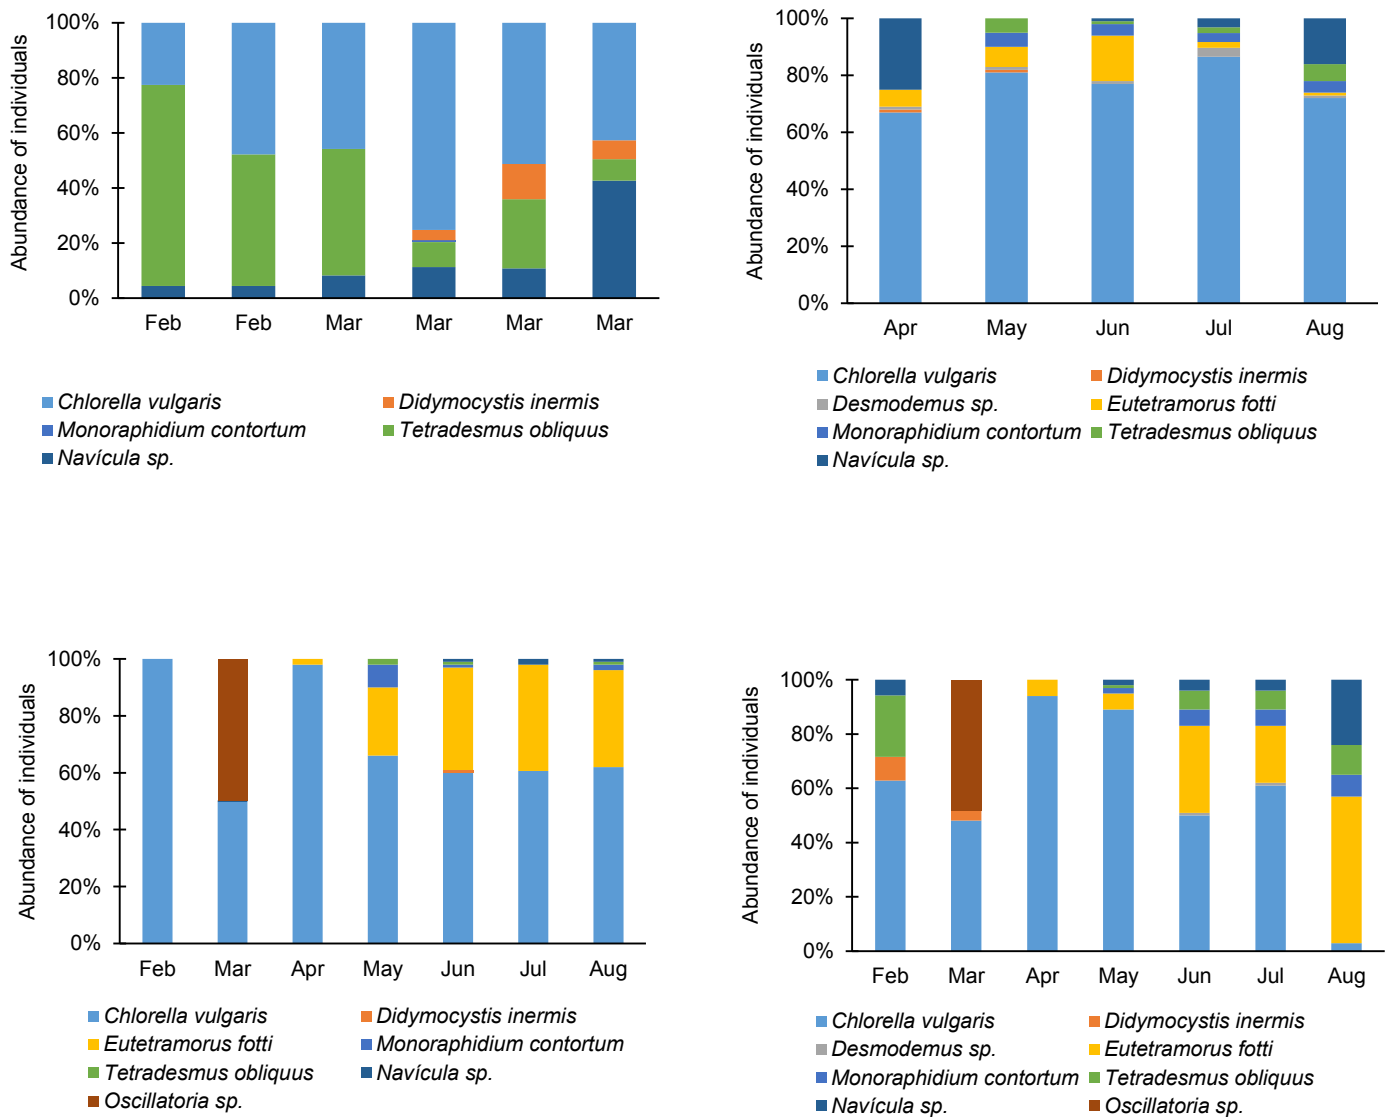 Abundance of individuals
100%
80%
60%
40%
20%
0%
Feb Feb Mar Mar Mar Mar
Chlorella vulgaris Didymocystis inermis
Monoraphidium contortum Tetradesmus obliquus
Navícula sp.
Abundance of individuals
100%
80%
60%
40%
20%
0%
Apr May Jun Jul Aug
Chlorella vulgaris Didymocystis inermis
Desmodemus sp. Eutetramorus fotti
Monoraphidium contortum Tetradesmus obliquus
Navícula sp.
Abundance of individuals
100%
80%
60%
40%
20%
0%
Feb Mar Apr May Jun Jul Aug
Chlorella vulgaris Didymocystis inermis
Eutetramorus fotti Monoraphidium contortum
Tetradesmus obliquus Navícula sp.
Oscillatoria sp.
Abundance of individuals
100%
80%
60%
40%
20%
0%
Feb Mar Apr May Jun Jul Aug
Chlorella vulgaris Didymocystis inermis
Desmodemus sp. Eutetramorus fotti
Monoraphidium contortum Tetradesmus obliquus
Navícula sp. Oscillatoria sp.